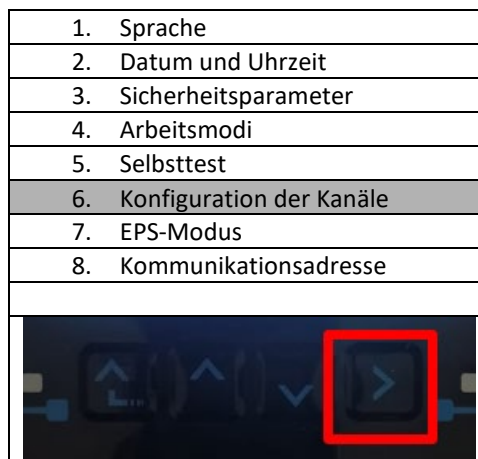 1. Sprache
2. Datum und Uhrzeit
3. Sicherheitsparameter
4. Arbeitsmodi
5. Selbsttest
6. Konfiguration der Kanäle
7. EPS-Modus
8. Kommunikationsadresse